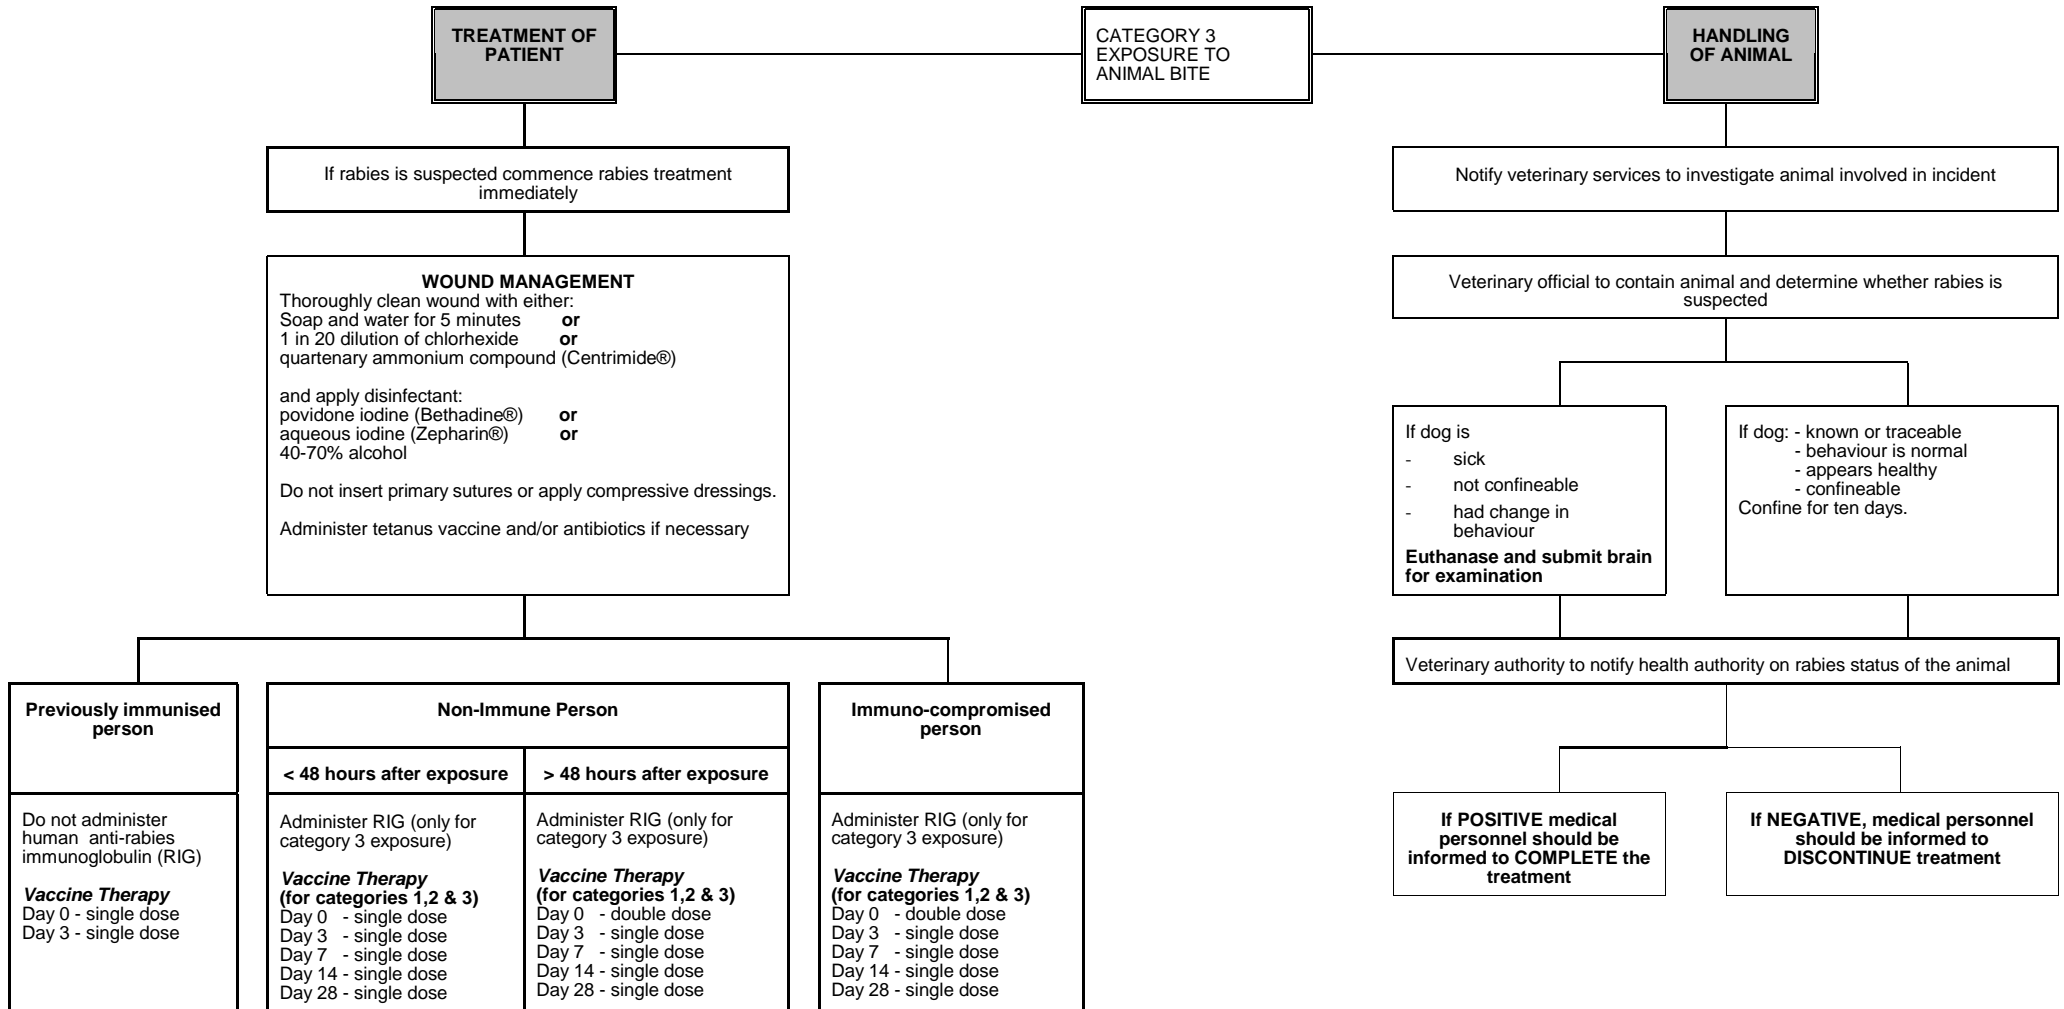 TREATMENT OF
PATIENT
CATEGORY 3
EXPOSURE TO
ANIMAL BITE
HANDLING
OF ANIMAL
If rabies is suspected commence rabies treatment
immediately
Notify veterinary services to investigate animal involved in incident
WOUND MANAGEMENT
Thoroughly clean wound with either:
Soap and water for 5 minutes or
1 in 20 dilution of chlorhexide or
quartenary ammonium compound (Centrimide®)
and apply disinfectant:
povidone iodine (Bethadine®) or
aqueous iodine (Zepharin®) or
40-70% alcohol
Do not insert primary sutures or apply compressive dressings.
Administer tetanus vaccine and/or antibiotics if necessary
Veterinary official to contain animal and determine whether rabies is
suspected
If dog is
- sick
- not confineable
- had change in
behaviour
Euthanase and submit brain
for examination
If dog: - known or traceable
- behaviour is normal
- appears healthy
- confineable
Confine for ten days.
Veterinary authority to notify health authority on rabies status of the animal
Previously immunised
person
Do not administer
human anti-rabies
immunoglobulin (RIG)
Vaccine Therapy
Day 0 - single dose
Day 3 - single dose
Non-Immune Person
< 48 hours after exposure
Administer RIG (only for
category 3 exposure)
Vaccine Therapy
(for categories 1,2 & 3)
Day 0 - single dose
Day 3 - single dose
Day 7 - single dose
Day 14 - single dose
Day 28 - single dose
> 48 hours after exposure
Administer RIG (only for
category 3 exposure)
Vaccine Therapy
(for categories 1,2 & 3)
Day 0 - double dose
Day 3 - single dose
Day 7 - single dose
Day 14 - single dose
Day 28 - single dose
Immuno-compromised
person
Administer RIG (only for
category 3 exposure)
Vaccine Therapy
(for categories 1,2 & 3)
Day 0 - double dose
Day 3 - single dose
Day 7 - single dose
Day 14 - single dose
Day 28 - single dose
If POSITIVE medical
personnel should be
informed to COMPLETE the
treatment
If NEGATIVE, medical personnel
should be informed to
DISCONTINUE treatment